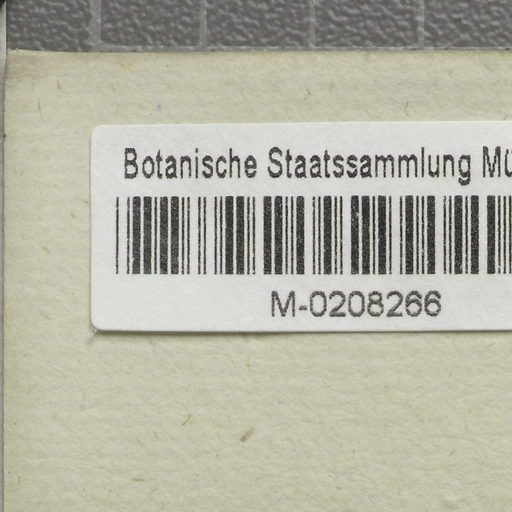 Botanische Staatssammlung Mü
M-0208266